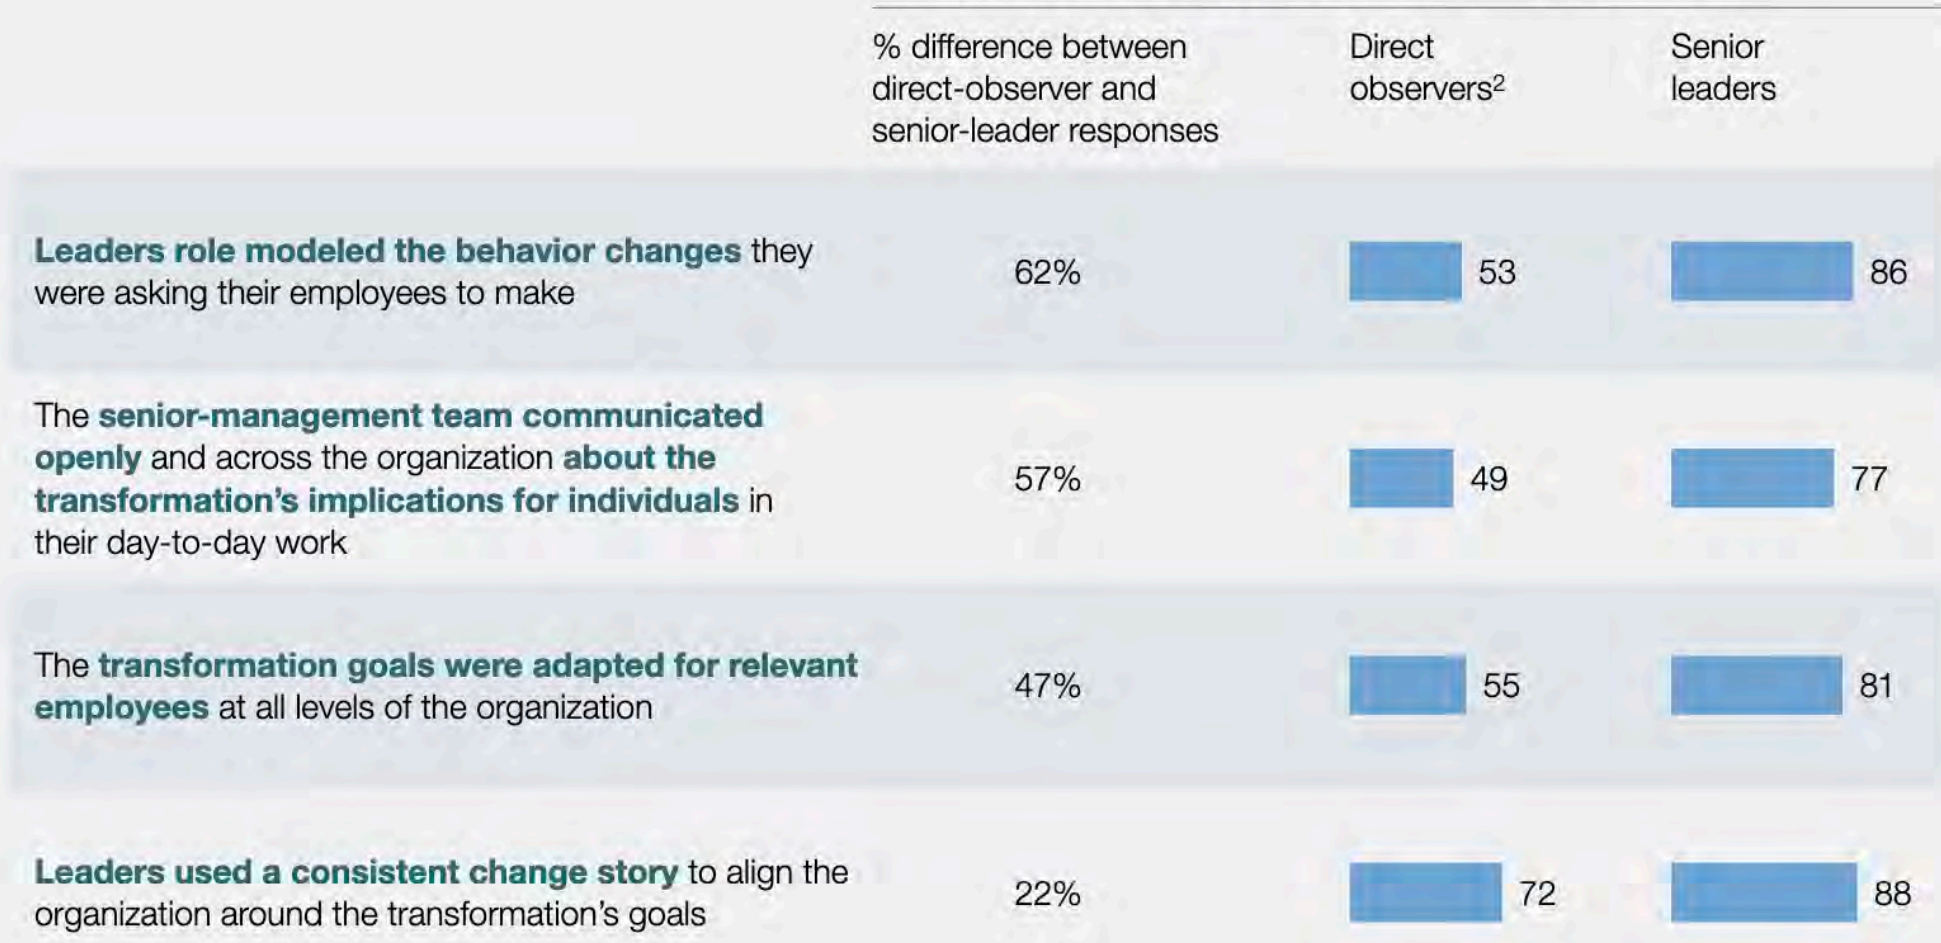 % difference between
direct-observer and
senior-leader responses
Direct
observers²
Senior
leaders
Leaders role modeled the behavior changes they
were asking their employees to make
62%
53
86
The senior-management team communicated
openly and across the organization about the
transformation’s implications for individuals in
their day-to-day work
57%
49
77
The transformation goals were adapted for relevant
employees at all levels of the organization
47%
55
81
Leaders used a consistent change story to align the
organization around the transformation’s goals
22%
72
88